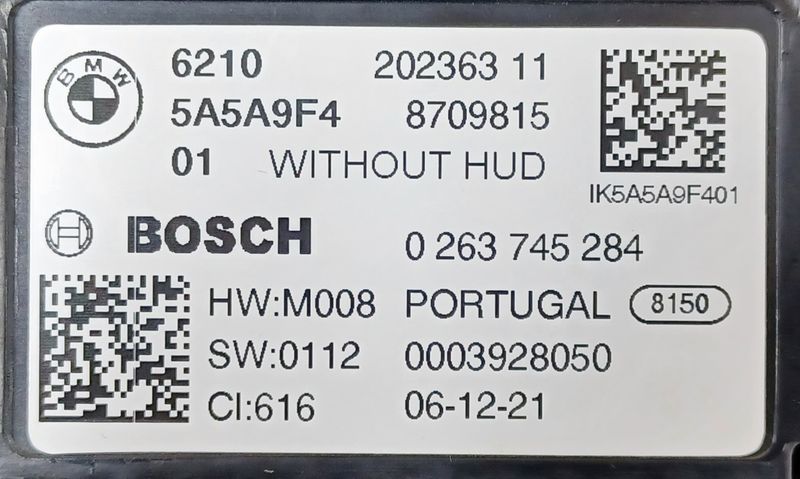 BMW
6210 202363 11
5A5A9F4 8709815
01 WITHOUT HUD
IK5A5A9F401
BOSCH 0 263 745 284
HW:M008 PORTUGAL 8150
SW:0112 0003928050
CI:616 06-12-21